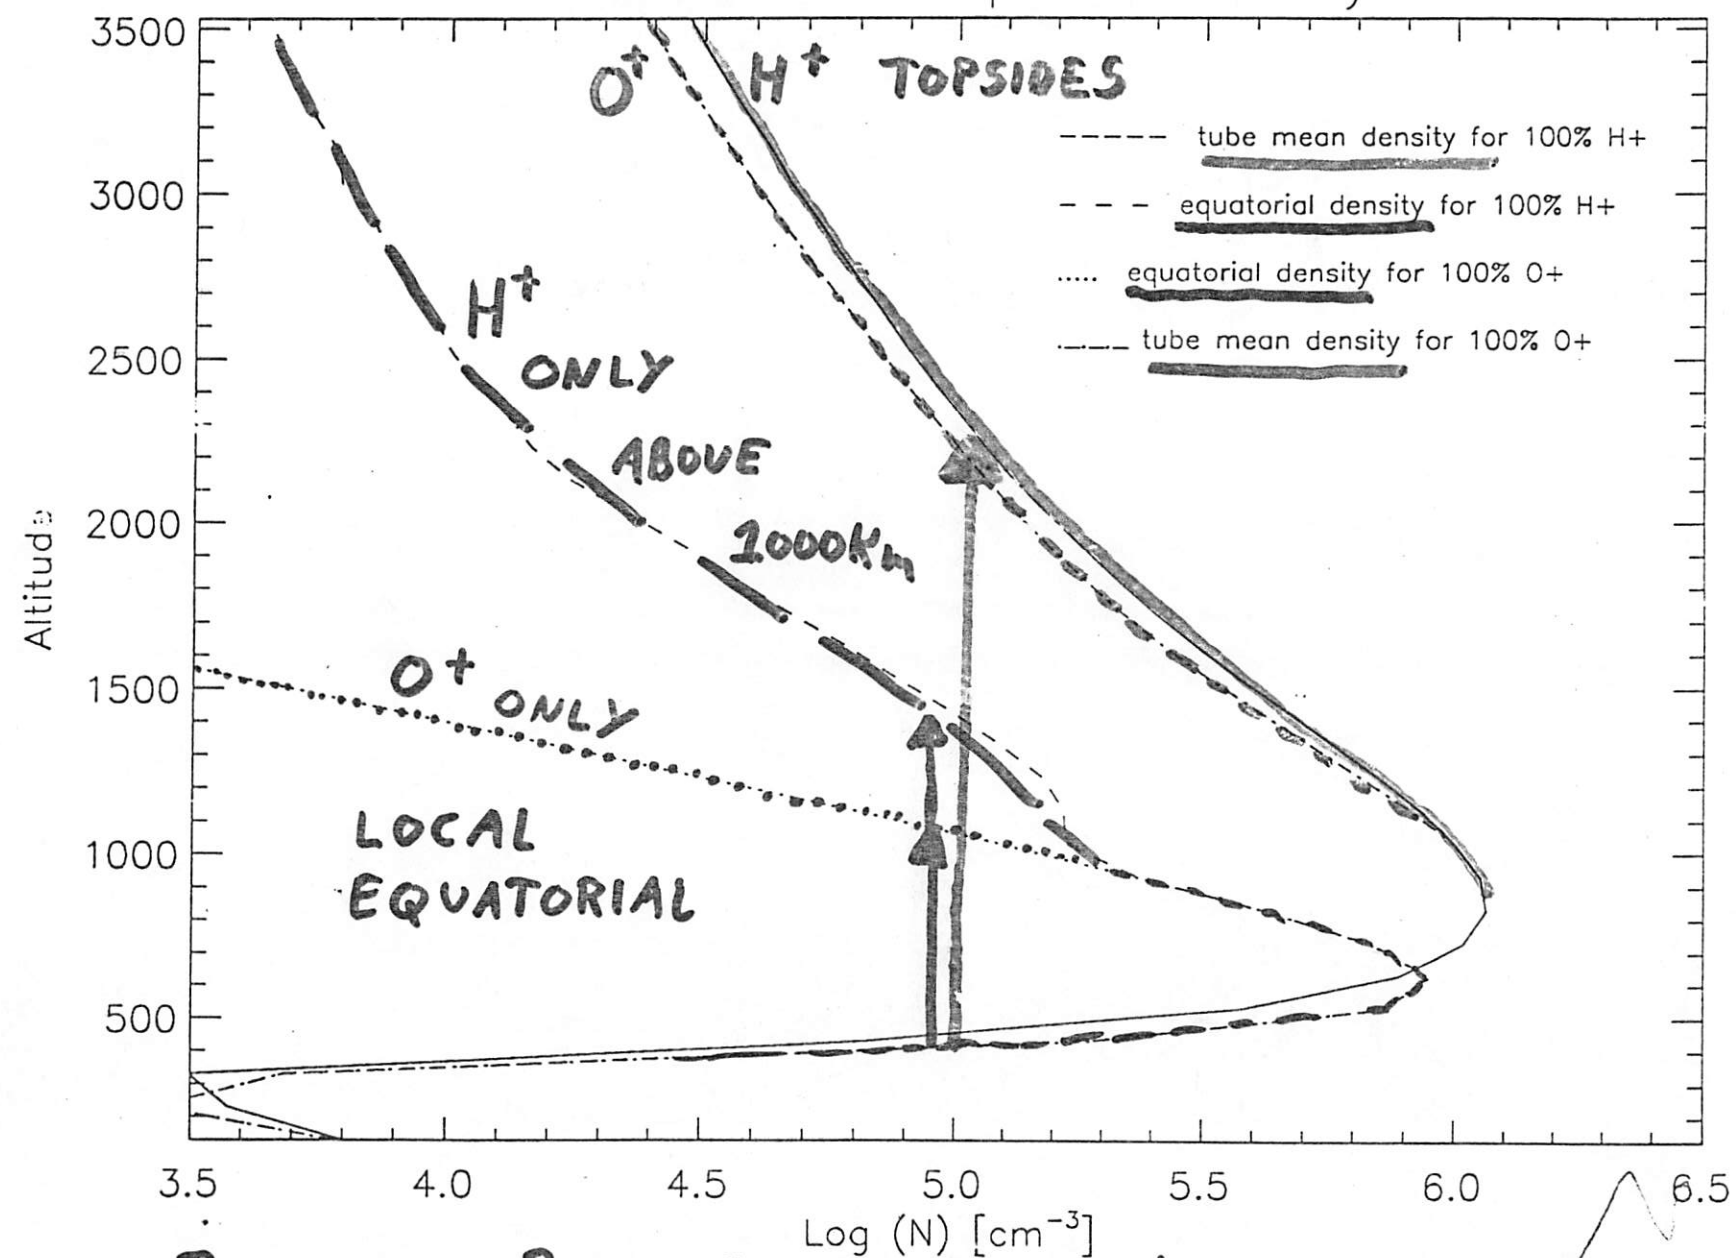 3500
3000
2500
2000
1500
1000
500
Altitude
O+ H+ TOPSIDES
tube mean density for 100% H+
equatorial density for 100% H+
equatorial density for 100% O+
tube mean density for 100% O+
H+
ONLY
ABOVE
1000Km
O+ ONLY
LOCAL
EQUATORIAL
3.5 4.0 4.5 5.0 5.5 6.0 6.5
Log (N) [cm⁻³]